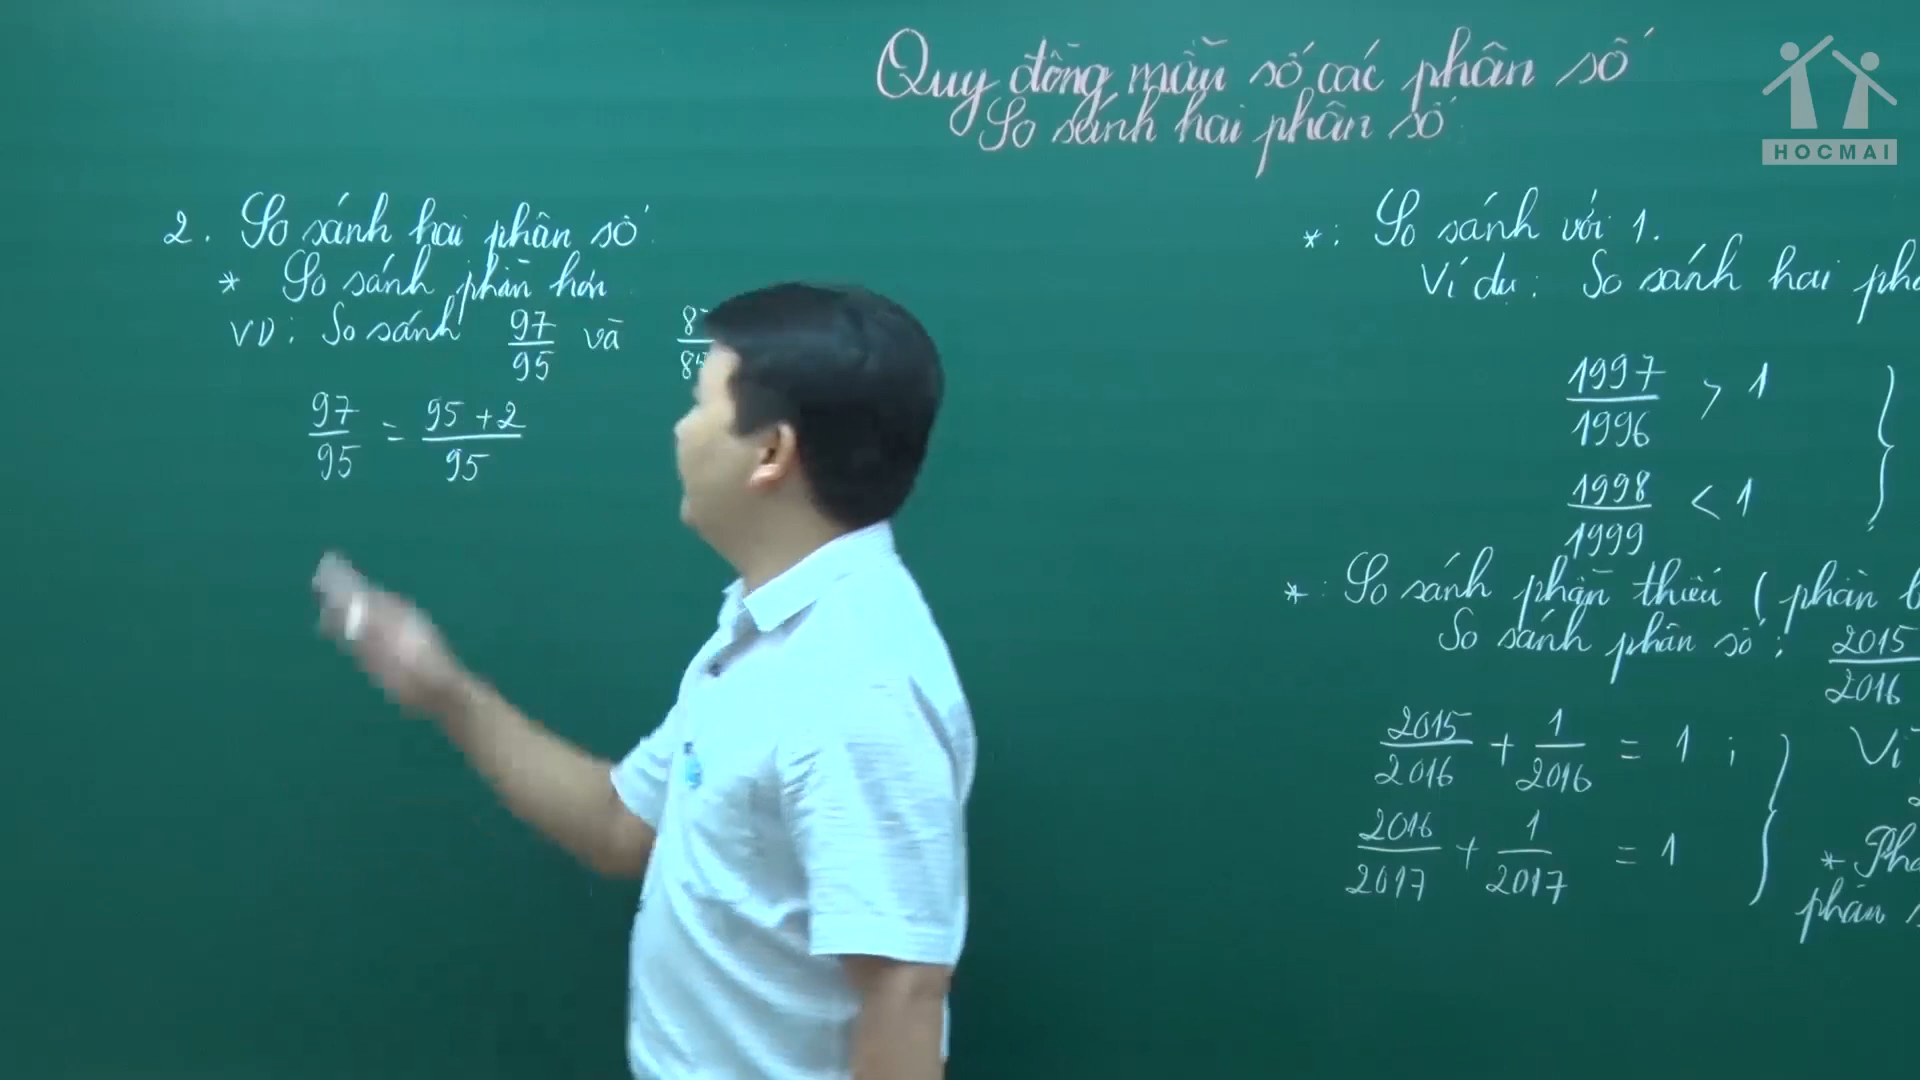 Quy đồng mẫu số các phân số
So sánh hai phân số
HOCMAI
2. So sánh hai phân số
* So sánh phần hơn
VD: So sánh 97/95 và
97/95 = 95+2/95
*: So sánh với 1.
Ví dụ: So sánh hai
1997/1996 > 1
1998/1999 < 1
*: So sánh phần thiếu ( phần
So sánh phân số: 2015/2016
2015/2016 + 1/2016 = 1 ;
Vì
2016/2017 + 1/2017 = 1
*
phân